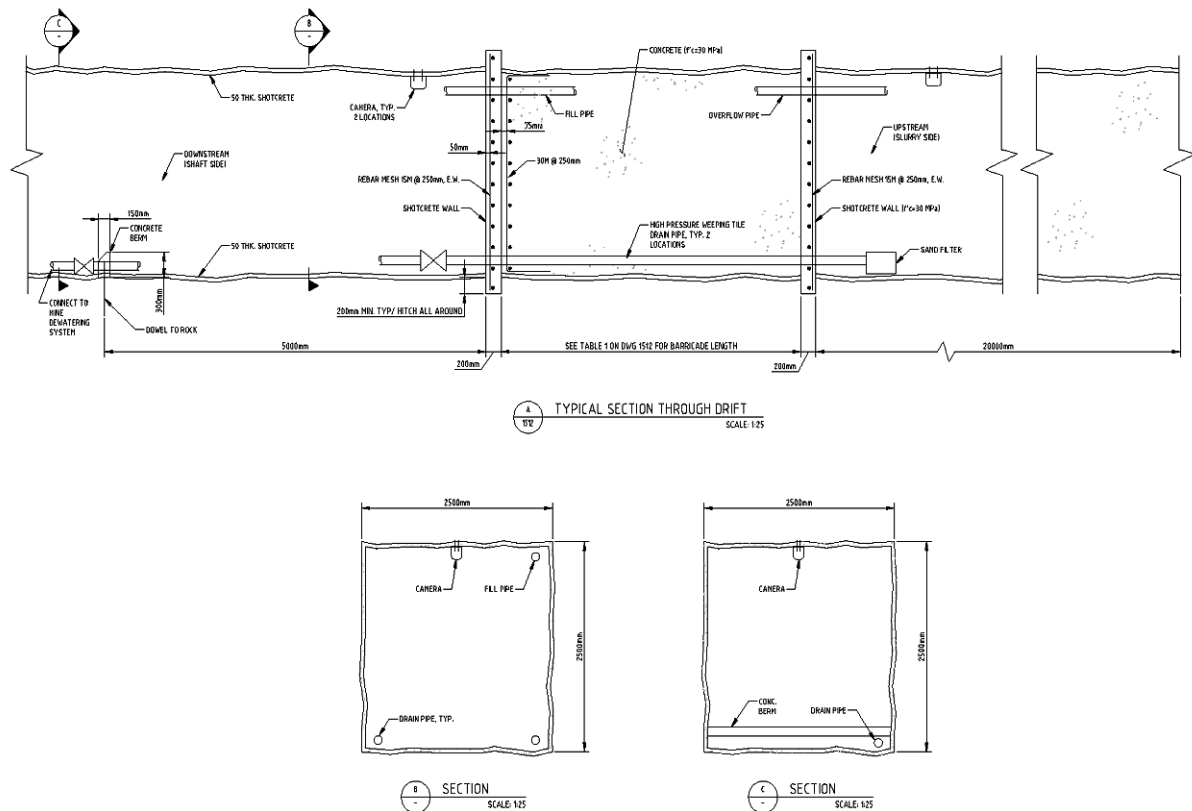 C
-
B
-
CONCRETE (f'c=30 MPa)
50 THK. SHOTCRETE
CAMERA, TYP.
2 LOCATIONS
FILL PIPE
OVERFLOW PIPE
75mm
50mm
30M @ 250mm
DOWNSTREAM
(SHAFT SIDE)
UPSTREAM
(SLURRY SIDE)
REBAR MESH 15M @ 250mm, E.W.
REBAR MESH 15M @ 250mm, E.W.
SHOTCRETE WALL
SHOTCRETE WALL (f'c=30 MPa)
150mm
CONCRETE
BERM
HIGH PRESSURE WEEPING TILE
DRAIN PIPE, TYP. 2
LOCATIONS
50 THK. SHOTCRETE
SAND FILTER
300mm
CONNECT TO
MINE
DEWATERING
SYSTEM
DOWEL TO ROCK
200mm MIN. TYP/ HITCH ALL AROUND
5000mm
SEE TABLE 1 ON DWG 1512 FOR BARRICADE LENGTH
20000mm
200mm
200mm
A
1512
TYPICAL SECTION THROUGH DRIFT
SCALE: 1:25
2500mm
2500mm
CAMERA
FILL PIPE
2500mm
DRAIN PIPE, TYP.
CAMERA
2500mm
CONC.
BERM
DRAIN PIPE
B
-
SECTION
SCALE: 1:25
C
-
SECTION
SCALE: 1:25